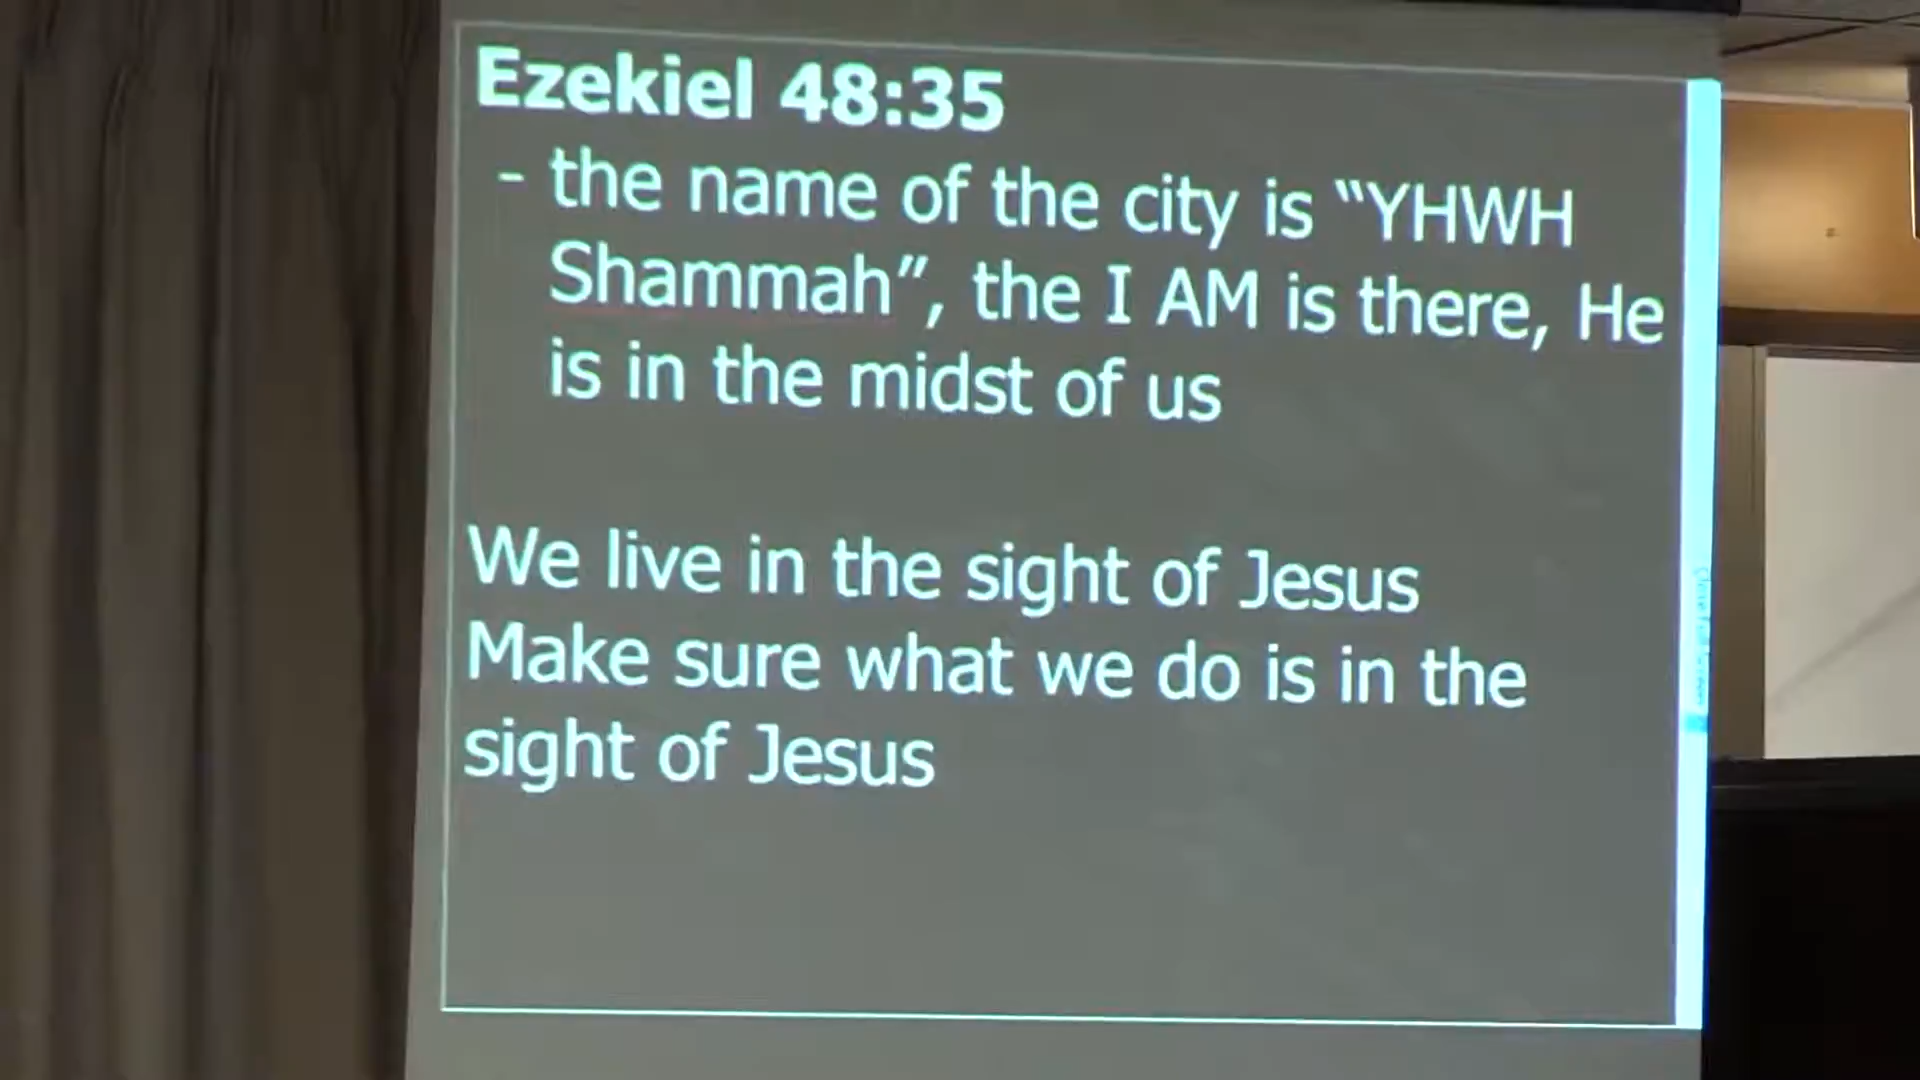 Ezekiel 48:35
- the name of the city is “YHWH
Shammah”, the I AM is there, He
is in the midst of us
We live in the sight of Jesus
Make sure what we do is in the
sight of Jesus